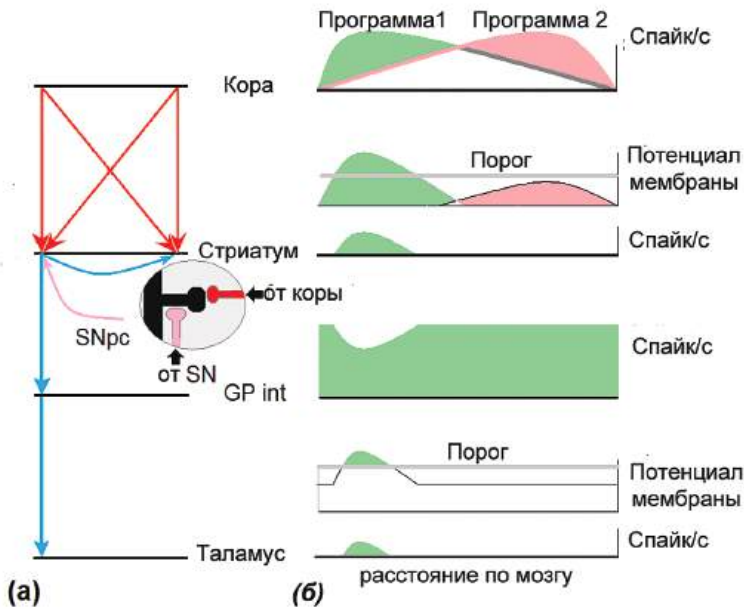 Программа1
Программа 2
Спайк/с
Кора
Порог
Потенциал
мембраны
Стриатум
Спайк/с
от коры
SNpc
от SN
Спайк/с
GP int
Порог
Потенциал
мембраны
Таламус
Спайк/с
расстояние по мозгу
(а)
(б)